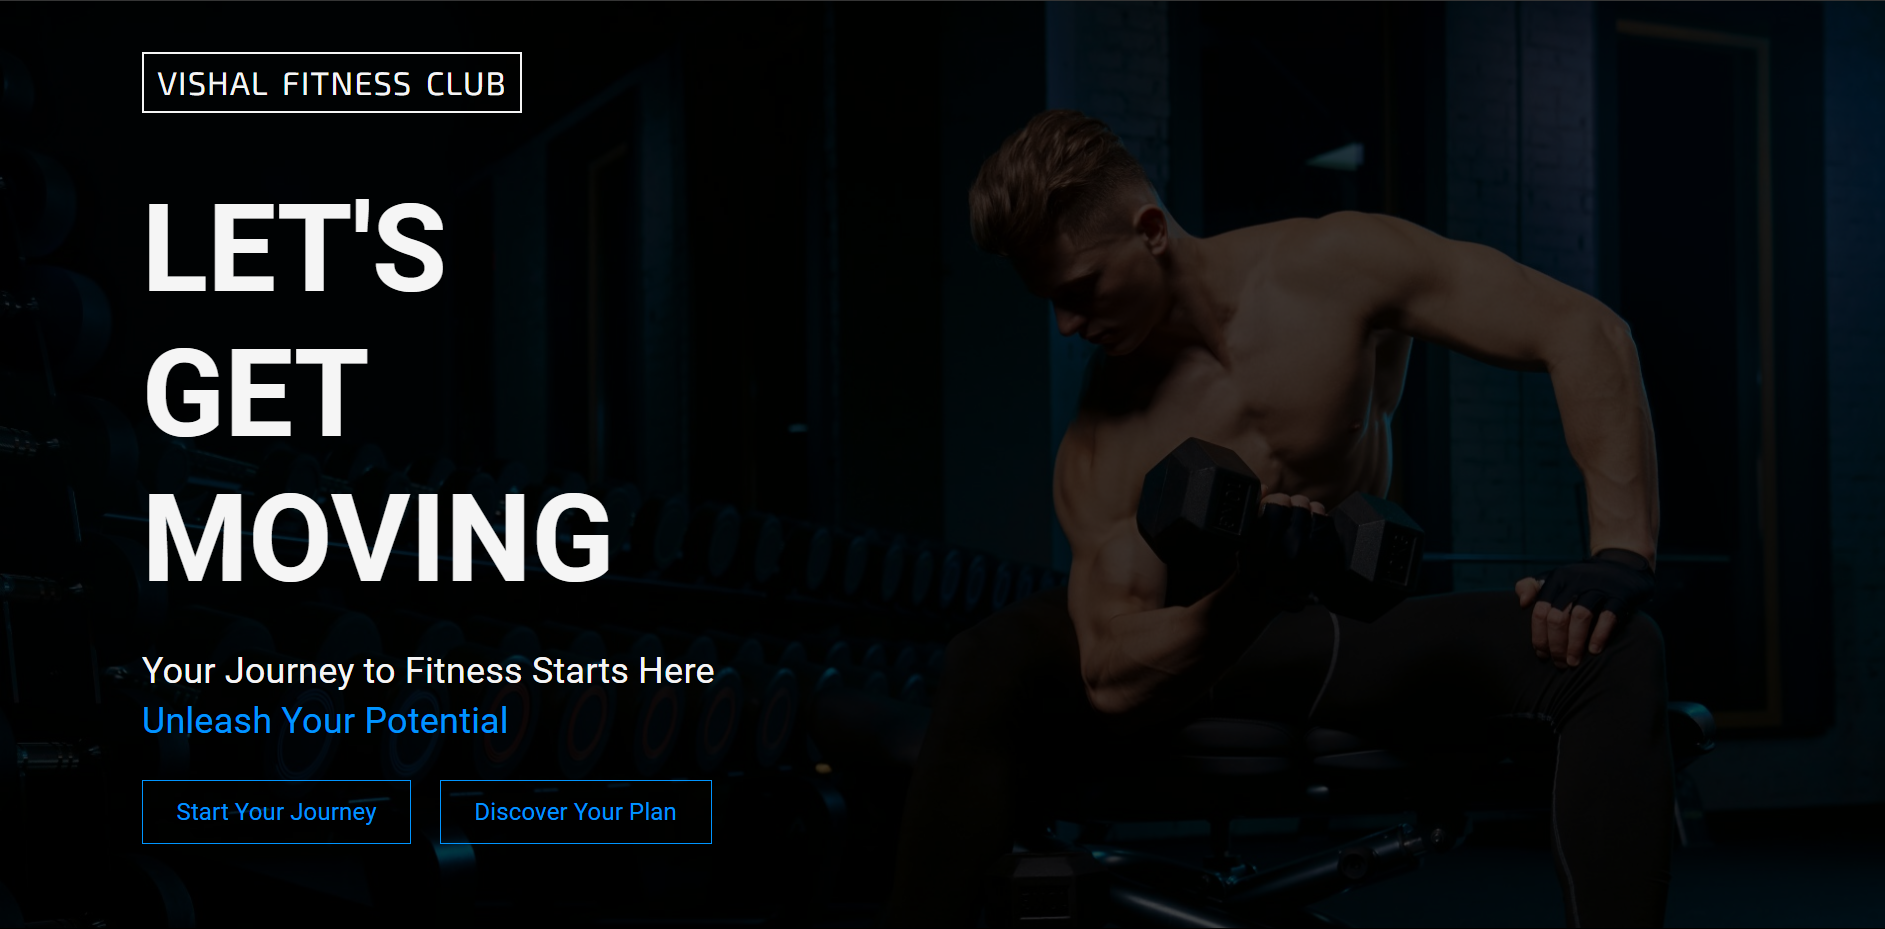 VISHAL FITNESS CLUB
LET'S
GET
MOVING
Your Journey to Fitness Starts Here
Unleash Your Potential
Start Your Journey
Discover Your Plan